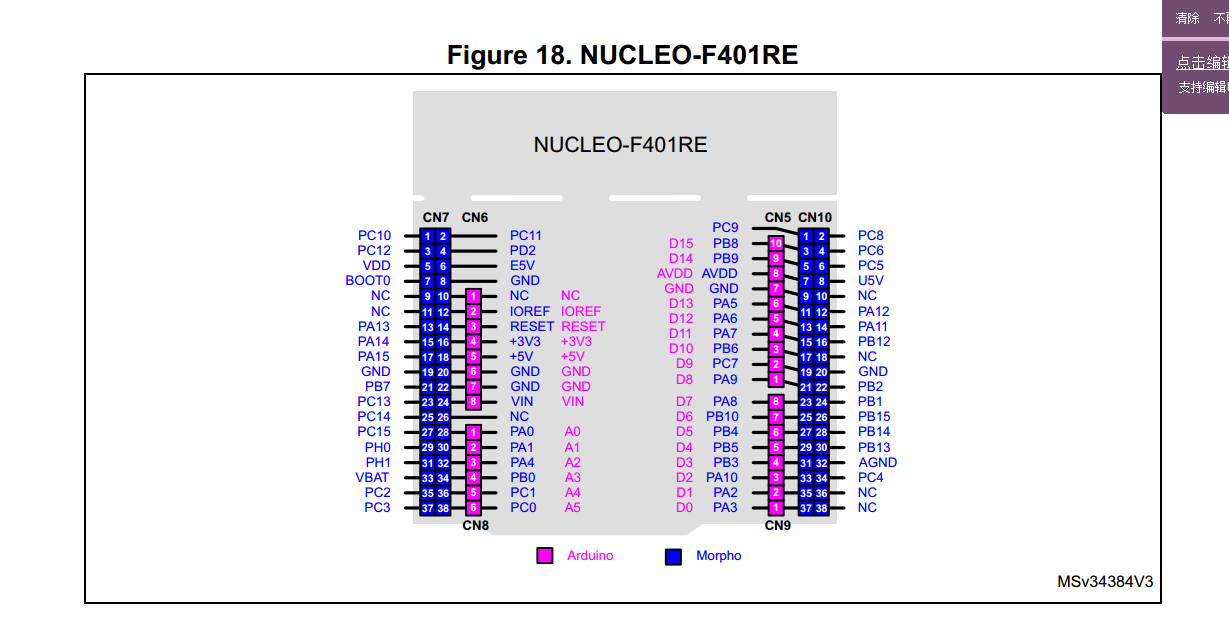 清除
Figure 18. NUCLEO-F401RE
点击编辑
支持编辑
NUCLEO-F401RE
CN7 CN6 CN5 CN10
PC9
PC10 1 2 PC11 1 2 PC8
D15 PB8 10
PC12 3 4 PD2 3 4 PC6
D14 PB9 9
VDD 5 6 E5V 5 6 PC5
AVDD AVDD 8
BOOT0 7 8 GND 7 8 U5V
GND GND 7
NC 9 10 1 NC NC 9 10 NC
D13 PA5 6
NC 11 12 2 IOREF IOREF 11 12 PA12
D12 PA6 5
PA13 13 14 3 RESET RESET 13 14 PA11
D11 PA7 4
PA14 15 16 4 +3V3 +3V3 15 16 PB12
D10 PB6 3
PA15 17 18 5 +5V +5V 17 18 NC
D9 PC7 2
GND 19 20 6 GND GND 19 20 GND
D8 PA9 1
PB7 21 22 7 GND GND 21 22 PB2
PC13 23 24 8 VIN VIN D7 PA8 8 23 24 PB1
PC14 25 26 NC D6 PB10 7 25 26 PB15
PC15 27 28 1 PA0 A0 D5 PB4 6 27 28 PB14
PH0 29 30 2 PA1 A1 D4 PB5 5 29 30 PB13
PH1 31 32 3 PA4 A2 D3 PB3 4 31 32 AGND
VBAT 33 34 4 PB0 A3 D2 PA10 3 33 34 PC4
PC2 35 36 5 PC1 A4 D1 PA2 2 35 36 NC
PC3 37 38 6 PC0 A5 D0 PA3 1 37 38 NC
CN8 CN9
Arduino Morpho
MSv34384V3